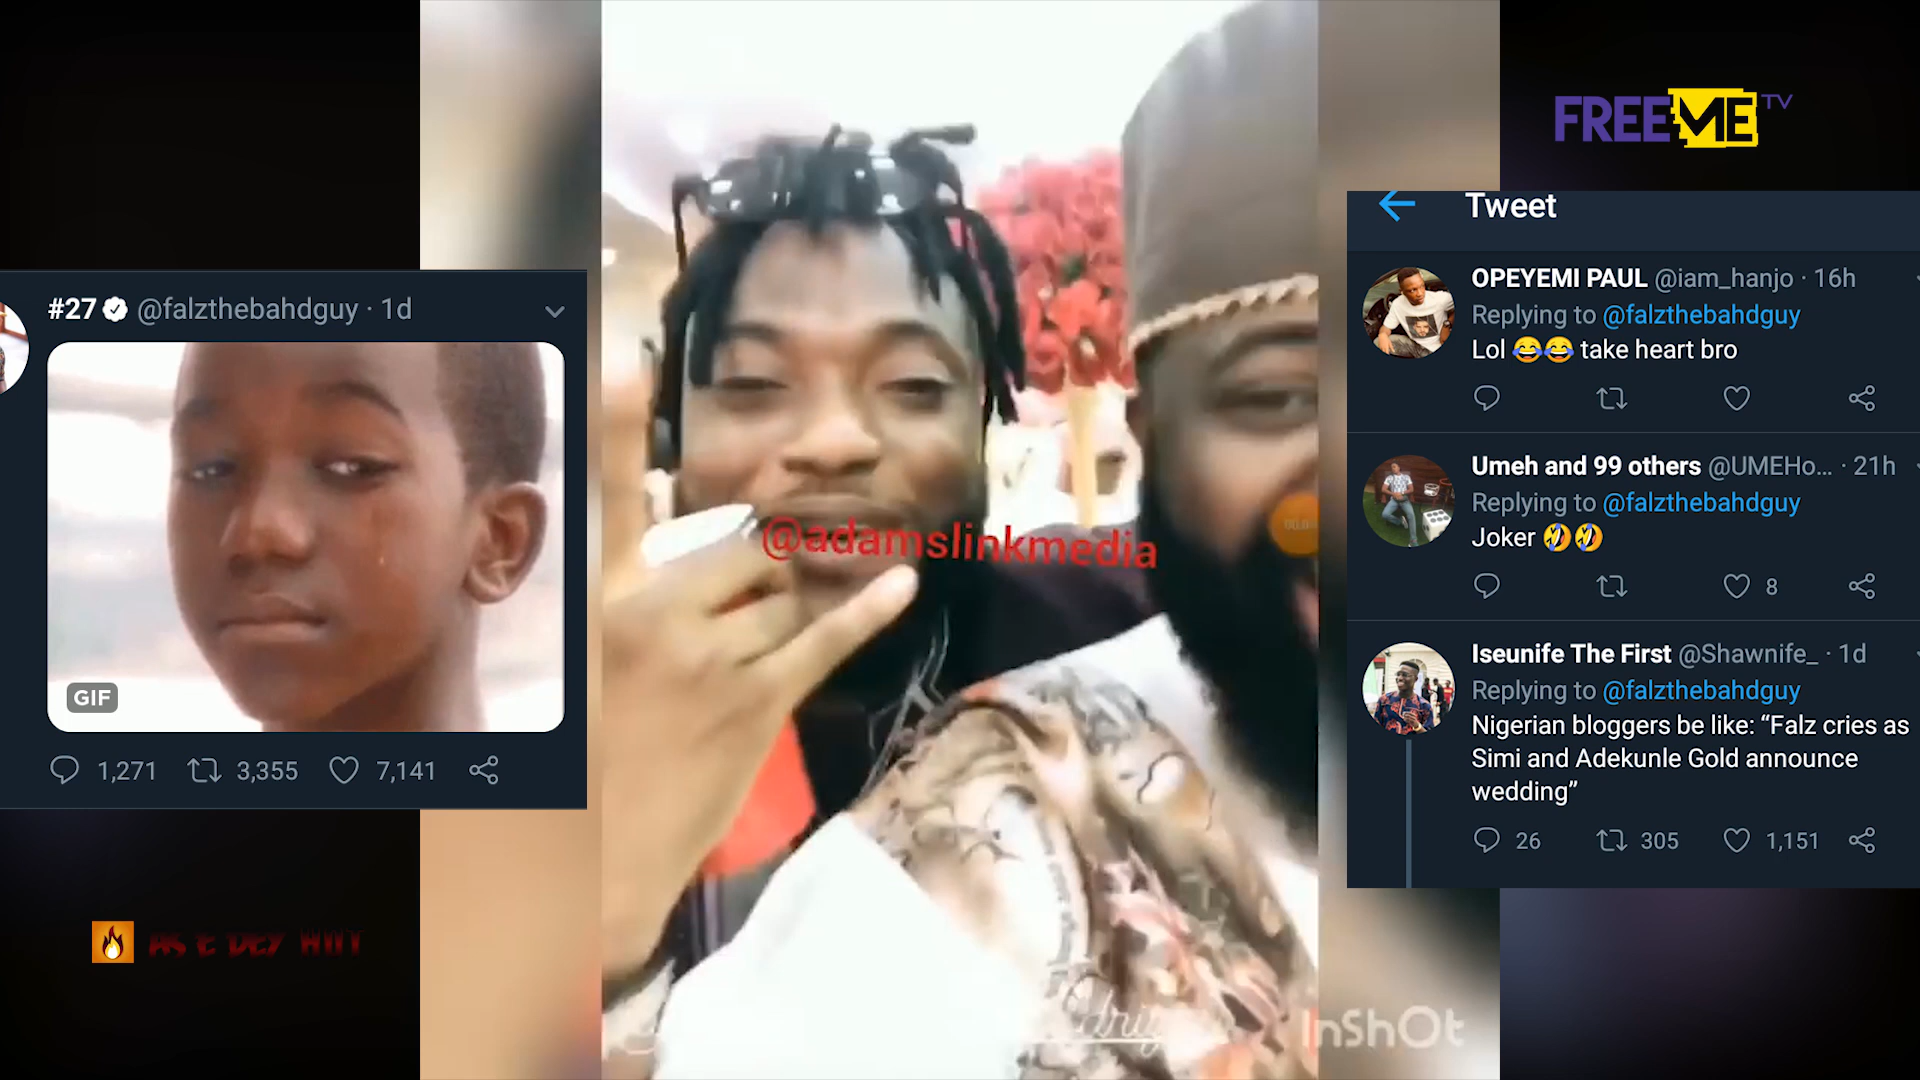 FREEME TV
#27 @falzthebahdguy · 1d
GIF
1,271 3,355 7,141
@adamslinkmedia
Tweet
OPEYEMI PAUL @iam_hanjo · 16h
Replying to @falzthebahdguy
Lol 😂😂 take heart bro
Umeh and 99 others @UMEHo... · 21h
Replying to @falzthebahdguy
Joker 🤣🤣
8
Iseunife The First @Shawnife_ · 1d
Replying to @falzthebahdguy
Nigerian bloggers be like: “Falz cries as
Simi and Adekunle Gold announce
wedding”
26 305 1,151
AS E DEY HOT
InShOt